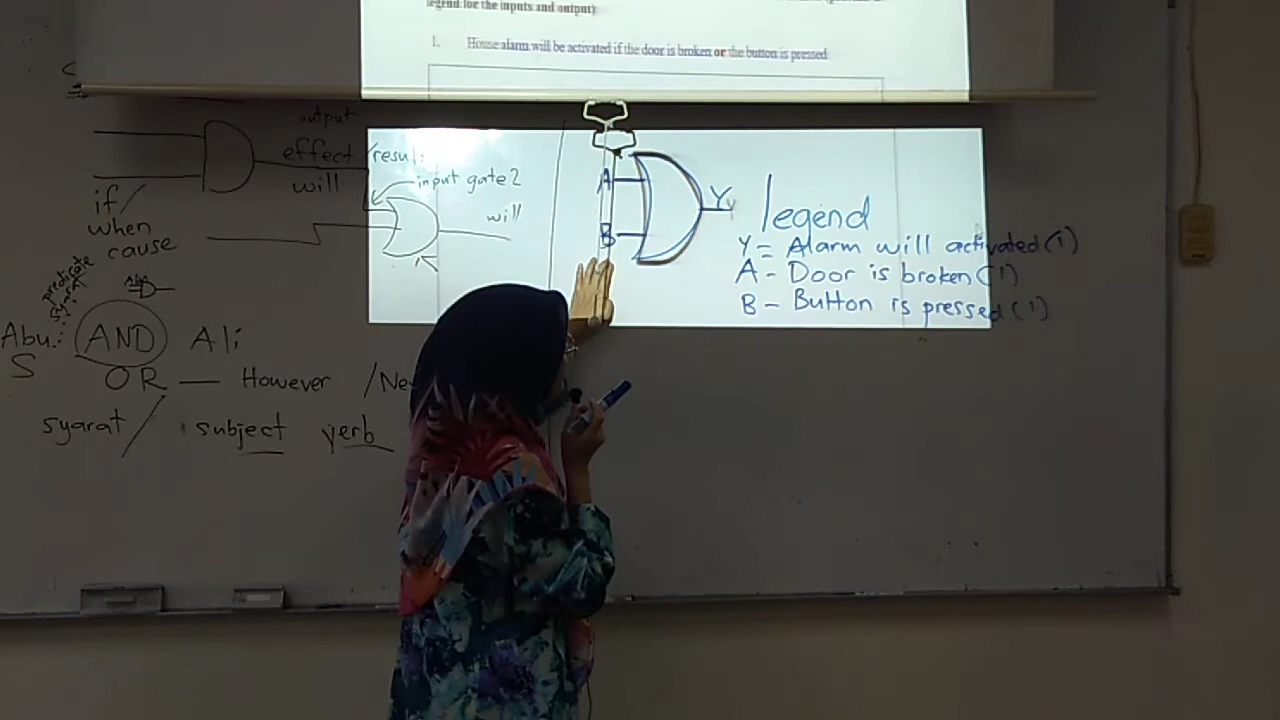 legend for the inputs and output)
1. House alarm will be activated if the door is broken or the button is pressed
output
effect /result
will
if/
when
cause
input gate 2
will
A
B
Y
legend
Y = Alarm will activated (1)
A - Door is broken (1)
B - Button is pressed (1)
predicate
syarat
Abu
AND
Ali
S
OR — However /Ne
syarat/
subject
verb